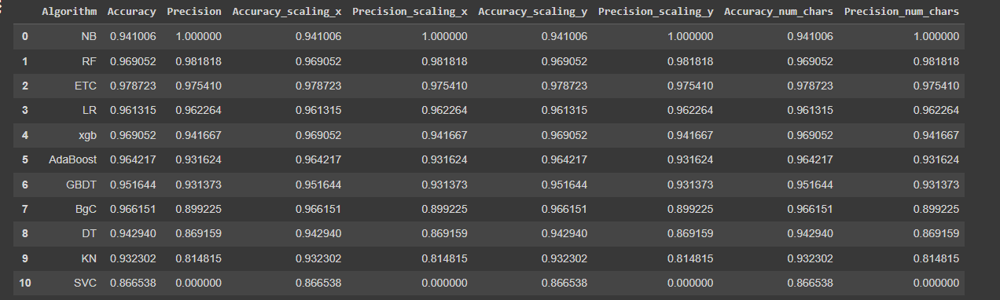 Algorithm Accuracy Precision Accuracy_scaling_x Precision_scaling_x Accuracy_scaling_y Precision_scaling_y Accuracy_num_chars Precision_num_chars
0 NB 0.941006 1.000000 0.941006 1.000000 0.941006 1.000000 0.941006 1.000000
1 RF 0.969052 0.981818 0.969052 0.981818 0.969052 0.981818 0.969052 0.981818
2 ETC 0.978723 0.975410 0.978723 0.975410 0.978723 0.975410 0.978723 0.975410
3 LR 0.961315 0.962264 0.961315 0.962264 0.961315 0.962264 0.961315 0.962264
4 xgb 0.969052 0.941667 0.969052 0.941667 0.969052 0.941667 0.969052 0.941667
5 AdaBoost 0.964217 0.931624 0.964217 0.931624 0.964217 0.931624 0.964217 0.931624
6 GBDT 0.951644 0.931373 0.951644 0.931373 0.951644 0.931373 0.951644 0.931373
7 BgC 0.966151 0.899225 0.966151 0.899225 0.966151 0.899225 0.966151 0.899225
8 DT 0.942940 0.869159 0.942940 0.869159 0.942940 0.869159 0.942940 0.869159
9 KN 0.932302 0.814815 0.932302 0.814815 0.932302 0.814815 0.932302 0.814815
10 SVC 0.866538 0.000000 0.866538 0.000000 0.866538 0.000000 0.866538 0.000000